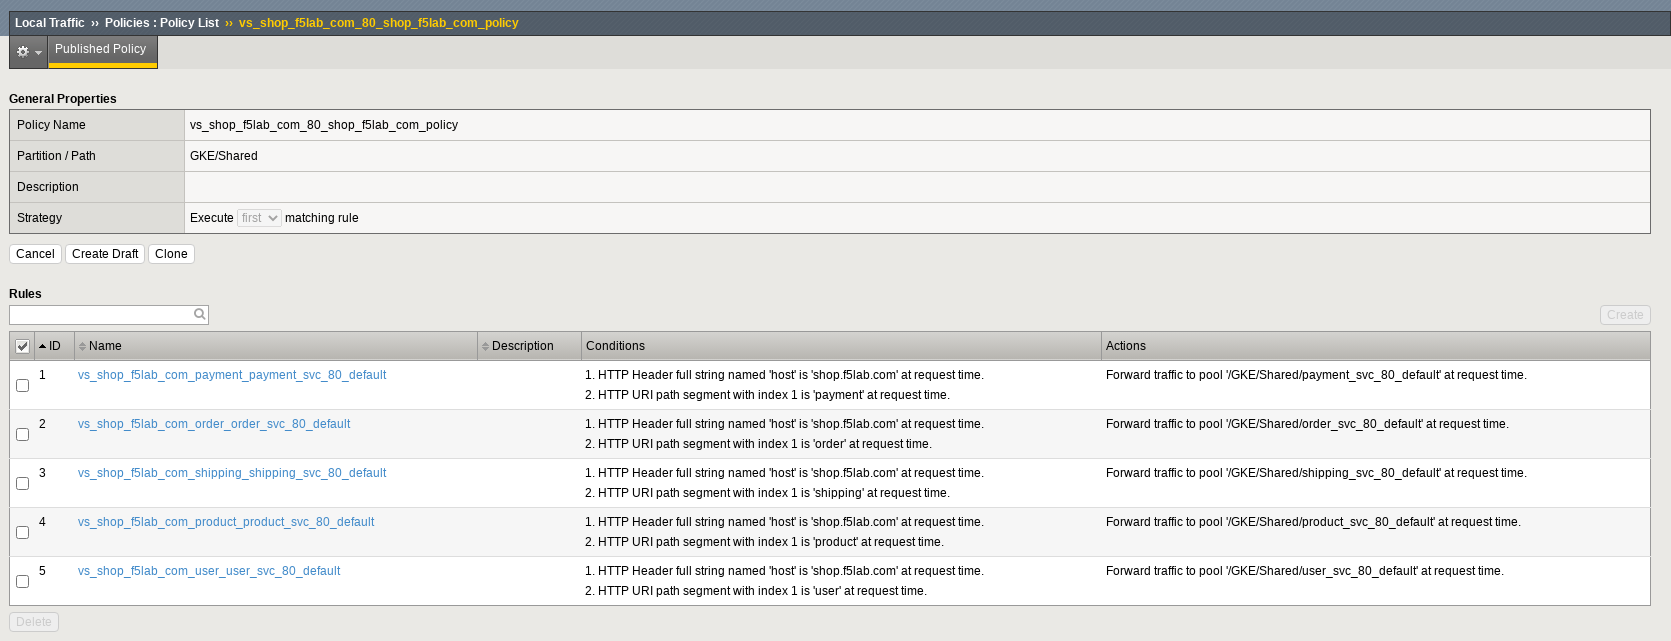 Local Traffic ›› Policies : Policy List ›› vs_shop_f5lab_com_80_shop_f5lab_com_policy
Published Policy
General Properties
Policy Name vs_shop_f5lab_com_80_shop_f5lab_com_policy
Partition / Path GKE/Shared
Description
Strategy Execute first matching rule
Cancel Create Draft Clone
Rules
Create
ID Name Description Conditions Actions
1 vs_shop_f5lab_com_payment_payment_svc_80_default 1. HTTP Header full string named 'host' is 'shop.f5lab.com' at request time. Forward traffic to pool '/GKE/Shared/payment_svc_80_default' at request time.
2. HTTP URI path segment with index 1 is 'payment' at request time.
2 vs_shop_f5lab_com_order_order_svc_80_default 1. HTTP Header full string named 'host' is 'shop.f5lab.com' at request time. Forward traffic to pool '/GKE/Shared/order_svc_80_default' at request time.
2. HTTP URI path segment with index 1 is 'order' at request time.
3 vs_shop_f5lab_com_shipping_shipping_svc_80_default 1. HTTP Header full string named 'host' is 'shop.f5lab.com' at request time. Forward traffic to pool '/GKE/Shared/shipping_svc_80_default' at request time.
2. HTTP URI path segment with index 1 is 'shipping' at request time.
4 vs_shop_f5lab_com_product_product_svc_80_default 1. HTTP Header full string named 'host' is 'shop.f5lab.com' at request time. Forward traffic to pool '/GKE/Shared/product_svc_80_default' at request time.
2. HTTP URI path segment with index 1 is 'product' at request time.
5 vs_shop_f5lab_com_user_user_svc_80_default 1. HTTP Header full string named 'host' is 'shop.f5lab.com' at request time. Forward traffic to pool '/GKE/Shared/user_svc_80_default' at request time.
2. HTTP URI path segment with index 1 is 'user' at request time.
Delete